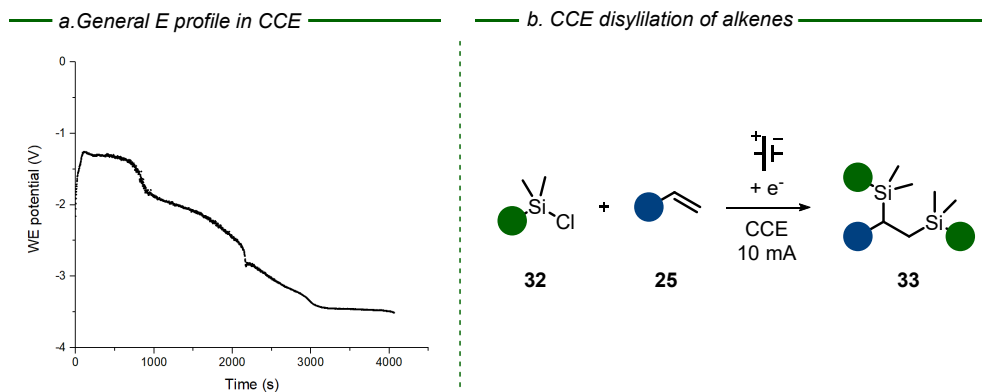 a.General E profile in CCE
0
-1
-2
-3
-4
WE potential (V)
0 1000 2000 3000 4000
Time (s)
b. CCE disylilation of alkenes
Si
Cl
32
+
25
+ −
+ e-
CCE
10 mA
Si
Si
33